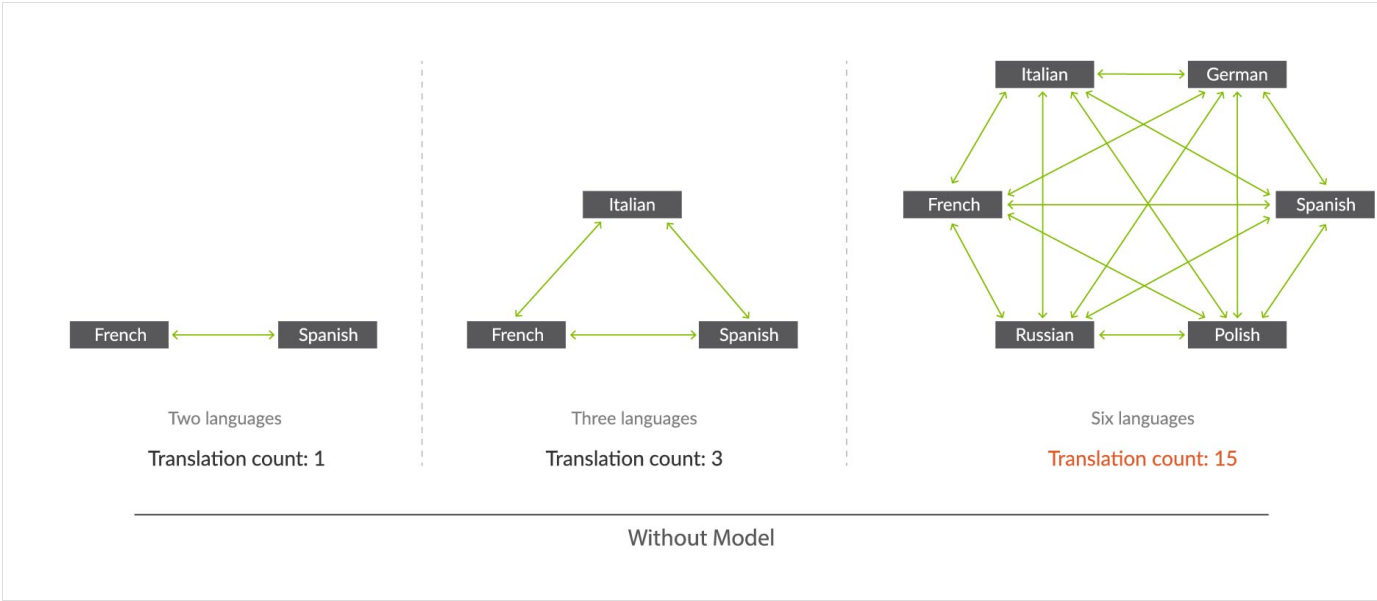 French
Spanish
Two languages
Translation count: 1
Italian
French
Spanish
Three languages
Translation count: 3
Italian
German
French
Spanish
Russian
Polish
Six languages
Translation count: 15
Without Model